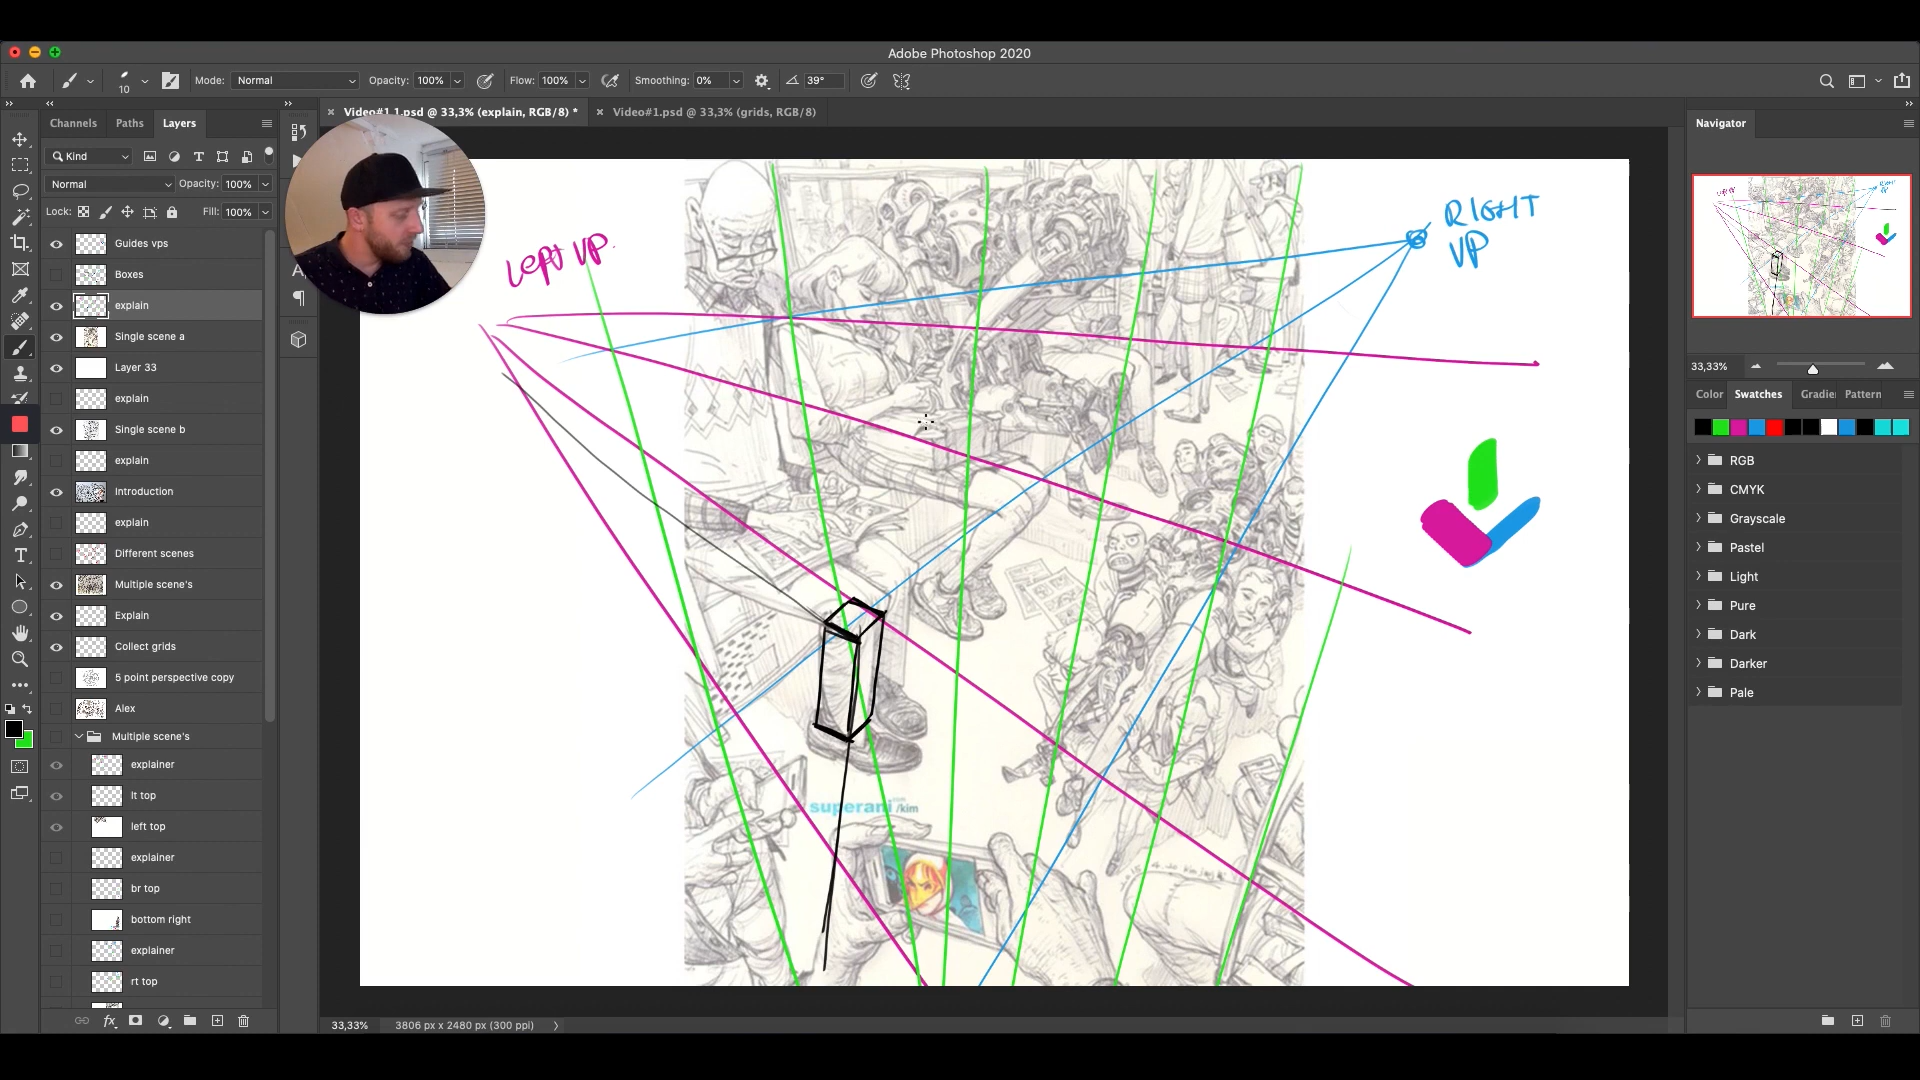 Adobe Photoshop 2020
10
Mode: Normal
Opacity: 100%
Flow: 100%
Smoothing: 0%
39°
Channels
Paths
Layers
Video#1 1.psd @ 33,3% (explain, RGB/8) *
Video#1.psd @ 33,3% (grids, RGB/8)
Navigator
Kind
Normal
Opacity: 100%
Lock:
Fill: 100%
Guides vps
Boxes
explain
Single scene a
Layer 33
explain
Single scene b
explain
Introduction
explain
Different scenes
Multiple scene's
Explain
Collect grids
5 point perspective copy
Alex
Multiple scene's
explainer
lt top
left top
explainer
br top
bottom right
explainer
rt top
Left VP.
RIGHT
VP
superani.com/kim
33,33%
3806 px x 2480 px (300 ppi)
33,33%
Color
Swatches
Gradie
Pattern
RGB
CMYK
Grayscale
Pastel
Light
Pure
Dark
Darker
Pale